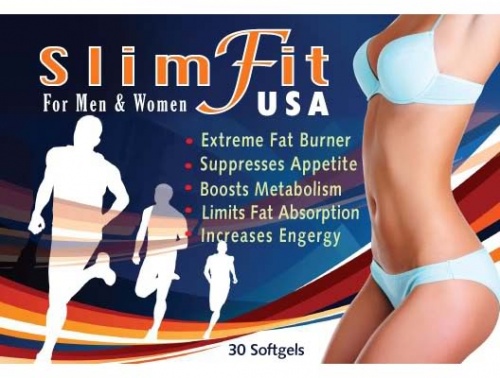 SlimFit
For Men & Women USA
• Extreme Fat Burner
• Suppresses Appetite
• Boosts Metabolism
• Limits Fat Absorption
• Increases Engergy
30 Softgels